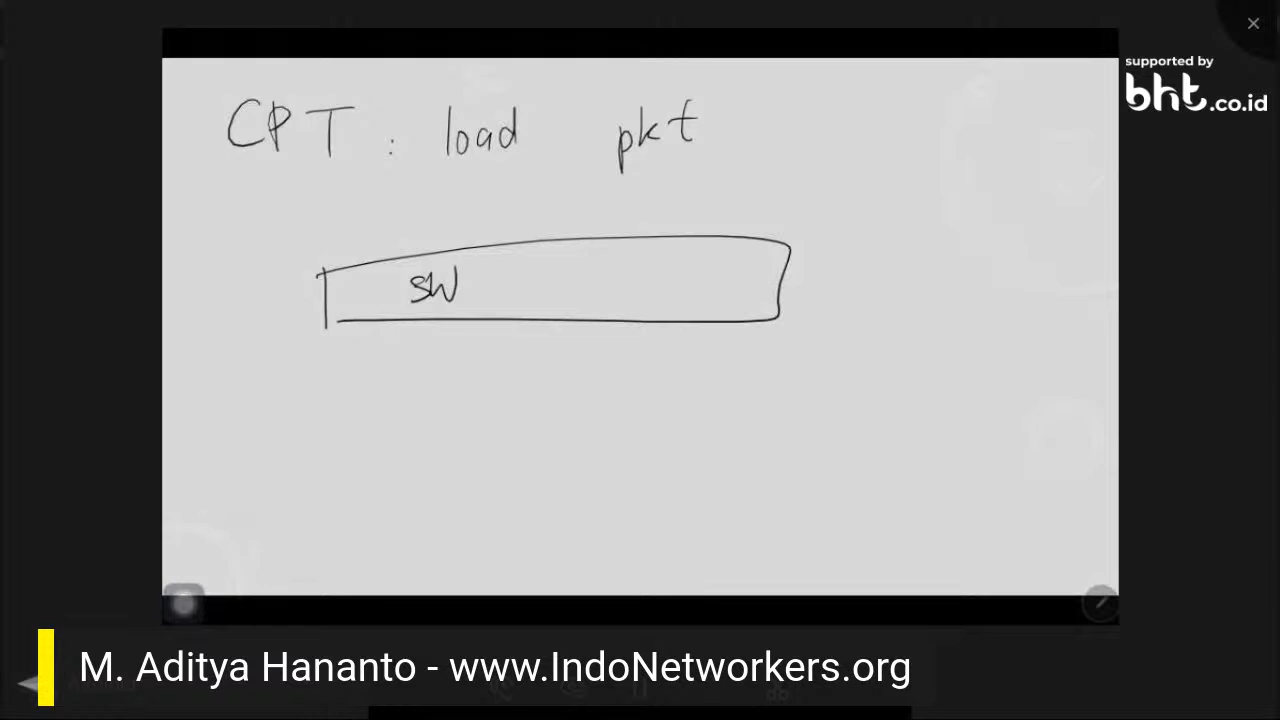 supported by
bht.co.id
CPT : load pkt
SW
M. Aditya Hananto - www.IndoNetworkers.org